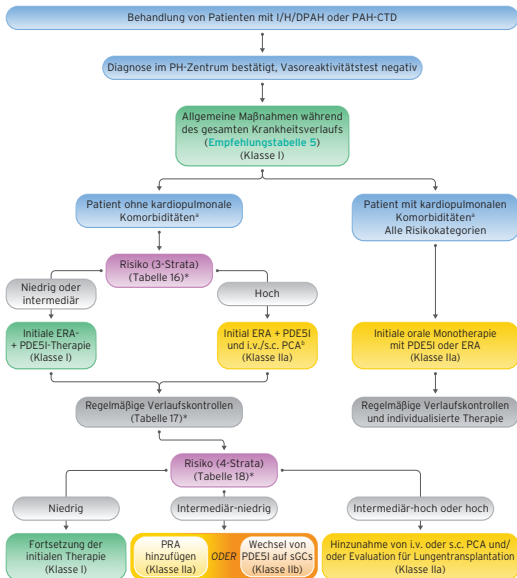 Behandlung von Patienten mit I/H/DPAH oder PAH-CTD
Diagnose im PH-Zentrum bestätigt, Vasoreaktivitätstest negativ
Allgemeine Maßnahmen während
des gesamten Krankheitsverlaufs
(Empfehlungstabelle 5)
(Klasse I)
Patient ohne kardiopulmonale
Komorbiditätenᵃ
Patient mit kardiopulmonalen
Komorbiditätenᵃ
Alle Risikokategorien
Risiko (3-Strata)
(Tabelle 16)*
Niedrig oder
intermediär
Hoch
Initiale ERA-
+ PDE5I-Therapie
(Klasse I)
Initial ERA + PDE5I
und i.v./s.c. PCAᵇ
(Klasse IIa)
Initiale orale Monotherapie
mit PDE5I oder ERA
(Klasse IIa)
Regelmäßige Verlaufskontrollen
(Tabelle 17)*
Regelmäßige Verlaufskontrollen
und individualisierte Therapie
Risiko (4-Strata)
(Tabelle 18)*
Niedrig
Intermediär-niedrig
Intermediär-hoch oder hoch
Fortsetzung der
initialen Therapie
(Klasse I)
PRA
hinzufügen
(Klasse IIa)
ODER
Wechsel von
PDE5I auf sGCs
(Klasse IIb)
Hinzunahme von i.v. oder s.c. PCA und/
oder Evaluation für Lungentransplantation
(Klasse IIa)